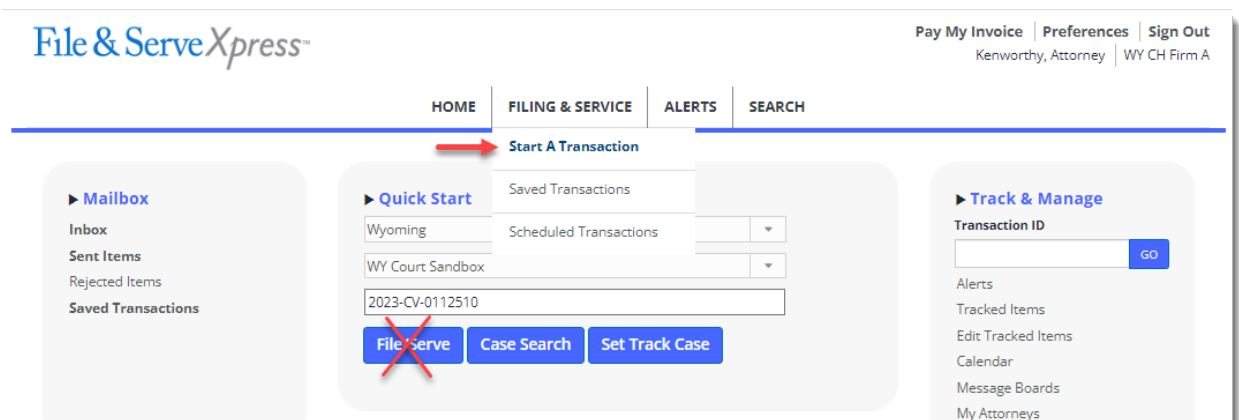 File & ServeXpress™
Pay My Invoice | Preferences | Sign Out
Kenworthy, Attorney | WY CH Firm A
HOME
FILING & SERVICE
ALERTS
SEARCH
Start A Transaction
Saved Transactions
Scheduled Transactions
Mailbox
Inbox
Sent Items
Rejected Items
Saved Transactions
Quick Start
Wyoming
WY Court Sandbox
2023-CV-0112510
File/Serve
Case Search
Set Track Case
Track & Manage
Transaction ID
GO
Alerts
Tracked Items
Edit Tracked Items
Calendar
Message Boards
My Attorneys